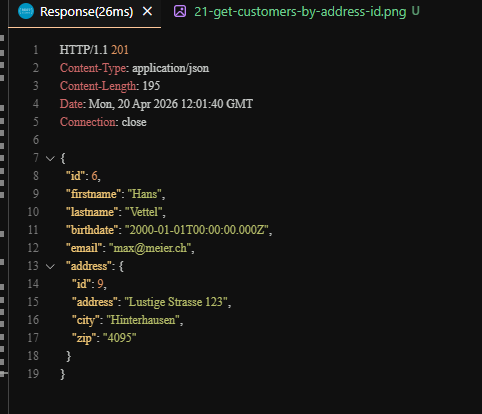 Response(26ms) × 21-get-customers-by-address-id.png U
1 HTTP/1.1 201
2 Content-Type: application/json
3 Content-Length: 195
4 Date: Mon, 20 Apr 2026 12:01:40 GMT
5 Connection: close
6
7 {
8 "id": 6,
9 "firstname": "Hans",
10 "lastname": "Vettel",
11 "birthdate": "2000-01-01T00:00:00.000Z",
12 "email": "max@meier.ch",
13 "address": {
14 "id": 9,
15 "address": "Lustige Strasse 123",
16 "city": "Hinterhausen",
17 "zip": "4095"
18 }
19 }